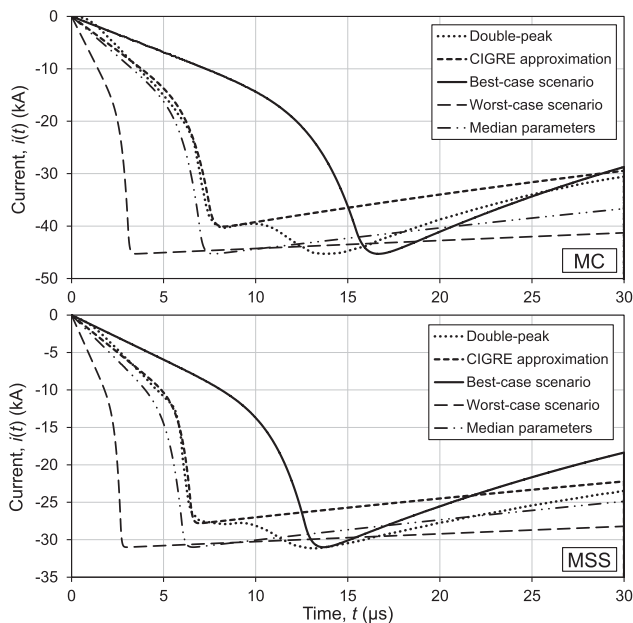 0
-10
-20
-30
-40
-50
Current, i(t) (kA)
Double-peak
CIGRE approximation
Best-case scenario
Worst-case scenario
Median parameters
MC
0 5 10 15 20 25 30
0
-5
-10
-15
-20
-25
-30
-35
Current, i(t) (kA)
Double-peak
CIGRE approximation
Best-case scenario
Worst-case scenario
Median parameters
MSS
0 5 10 15 20 25 30
Time, t (μs)